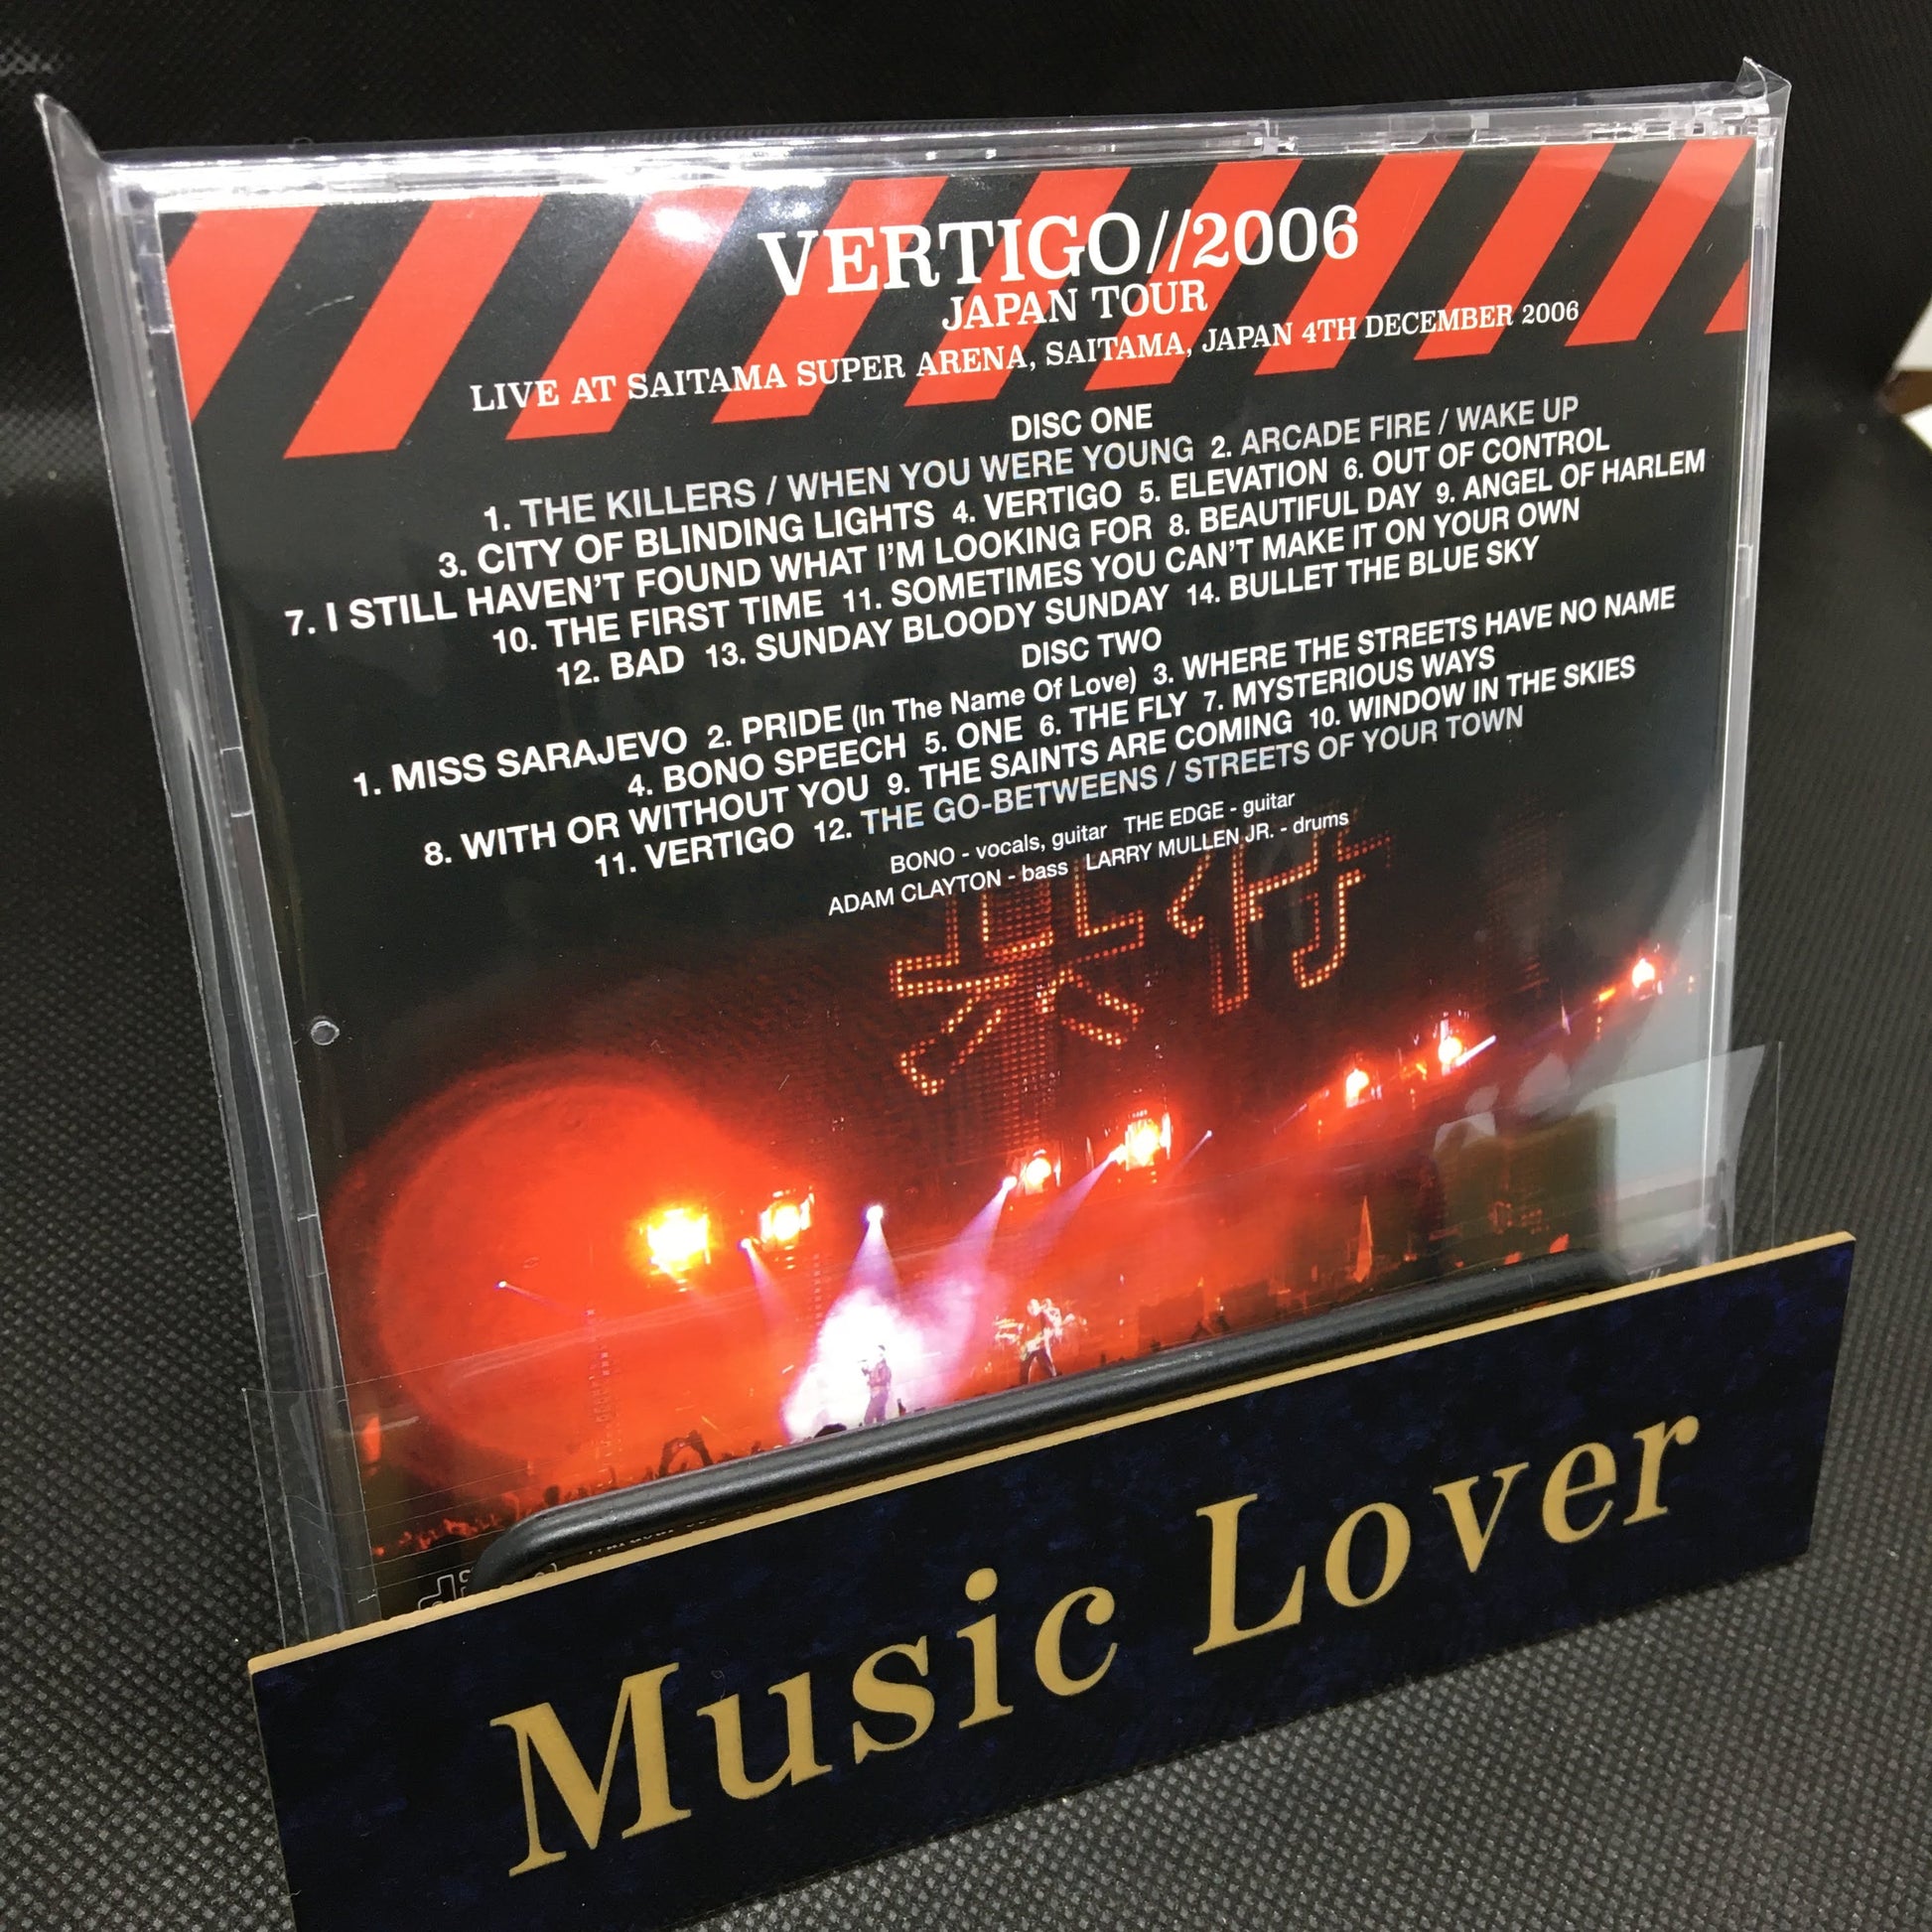 VERTIGO//2006
JAPAN TOUR
LIVE AT SAITAMA SUPER ARENA, SAITAMA, JAPAN 4TH DECEMBER 2006
DISC ONE
1. THE KILLERS / WHEN YOU WERE YOUNG 2. ARCADE FIRE / WAKE UP
3. CITY OF BLINDING LIGHTS 4. VERTIGO 5. ELEVATION 6. OUT OF CONTROL
7. I STILL HAVEN'T FOUND WHAT I'M LOOKING FOR 8. BEAUTIFUL DAY 9. ANGEL OF HARLEM
10. THE FIRST TIME 11. SOMETIMES YOU CAN'T MAKE IT ON YOUR OWN
12. BAD 13. SUNDAY BLOODY SUNDAY 14. BULLET THE BLUE SKY
DISC TWO
1. MISS SARAJEVO 2. PRIDE (In The Name Of Love) 3. WHERE THE STREETS HAVE NO NAME
4. BONO SPEECH 5. ONE 6. THE FLY 7. MYSTERIOUS WAYS
8. WITH OR WITHOUT YOU 9. THE SAINTS ARE COMING 10. WINDOW IN THE SKIES
11. VERTIGO 12. THE GO-BETWEENS / STREETS OF YOUR TOWN
BONO - vocals, guitar THE EDGE - guitar
ADAM CLAYTON - bass LARRY MULLEN JR. - drums
Music Lover